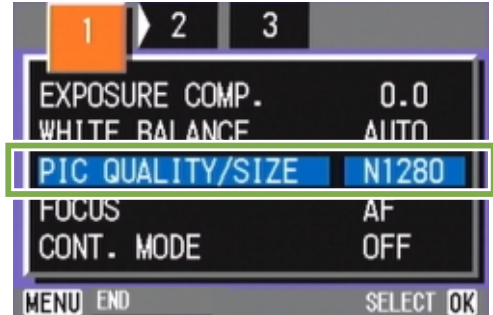 1 2 3
EXPOSURE COMP. 0.0
WHITE BALANCE AUTO
PIC QUALITY/SIZE N1280
FOCUS AF
CONT. MODE OFF
MENU END SELECT OK